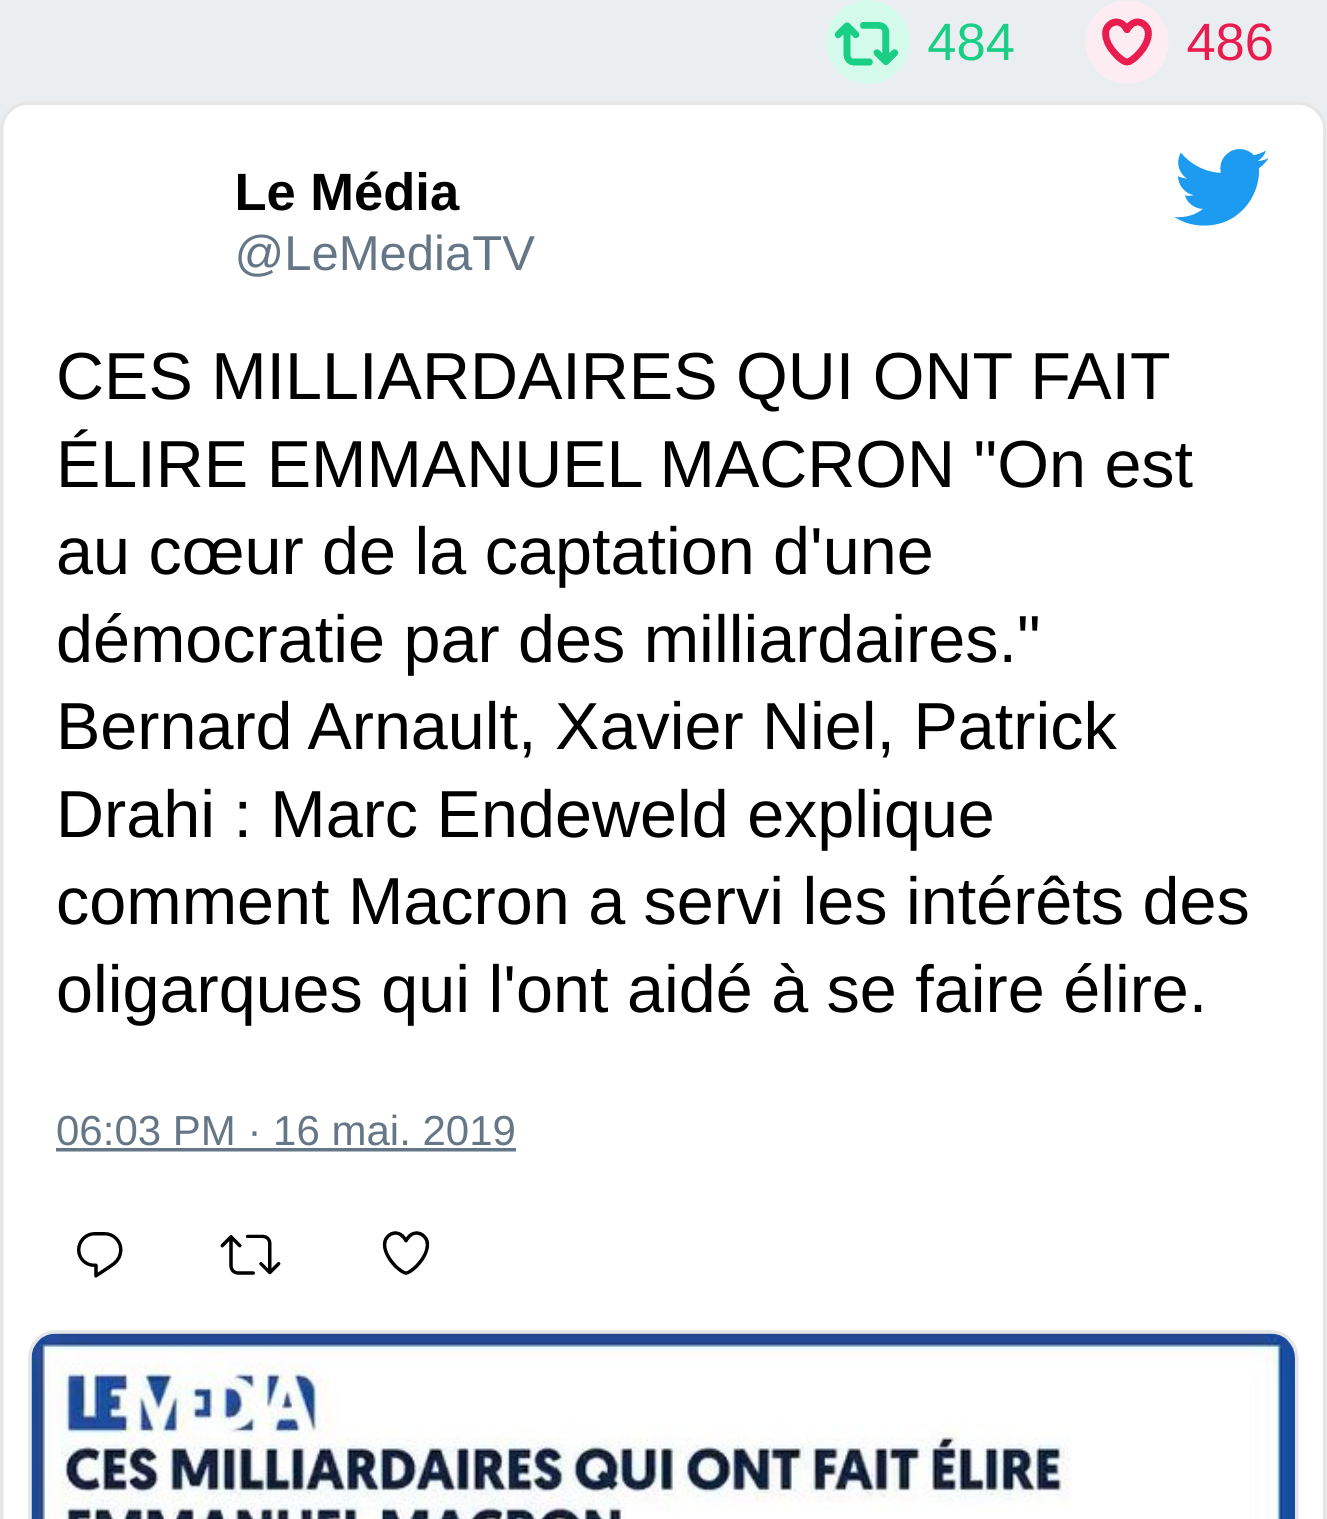 484 486
Le Média
@LeMediaTV
CES MILLIARDAIRES QUI ONT FAIT
ÉLIRE EMMANUEL MACRON "On est
au cœur de la captation d'une
démocratie par des milliardaires."
Bernard Arnault, Xavier Niel, Patrick
Drahi : Marc Endeweld explique
comment Macron a servi les intérêts des
oligarques qui l'ont aidé à se faire élire.
06:03 PM · 16 mai. 2019
LE MEDIA
CES MILLIARDAIRES QUI ONT FAIT ÉLIRE
EMMANUEL MACRON